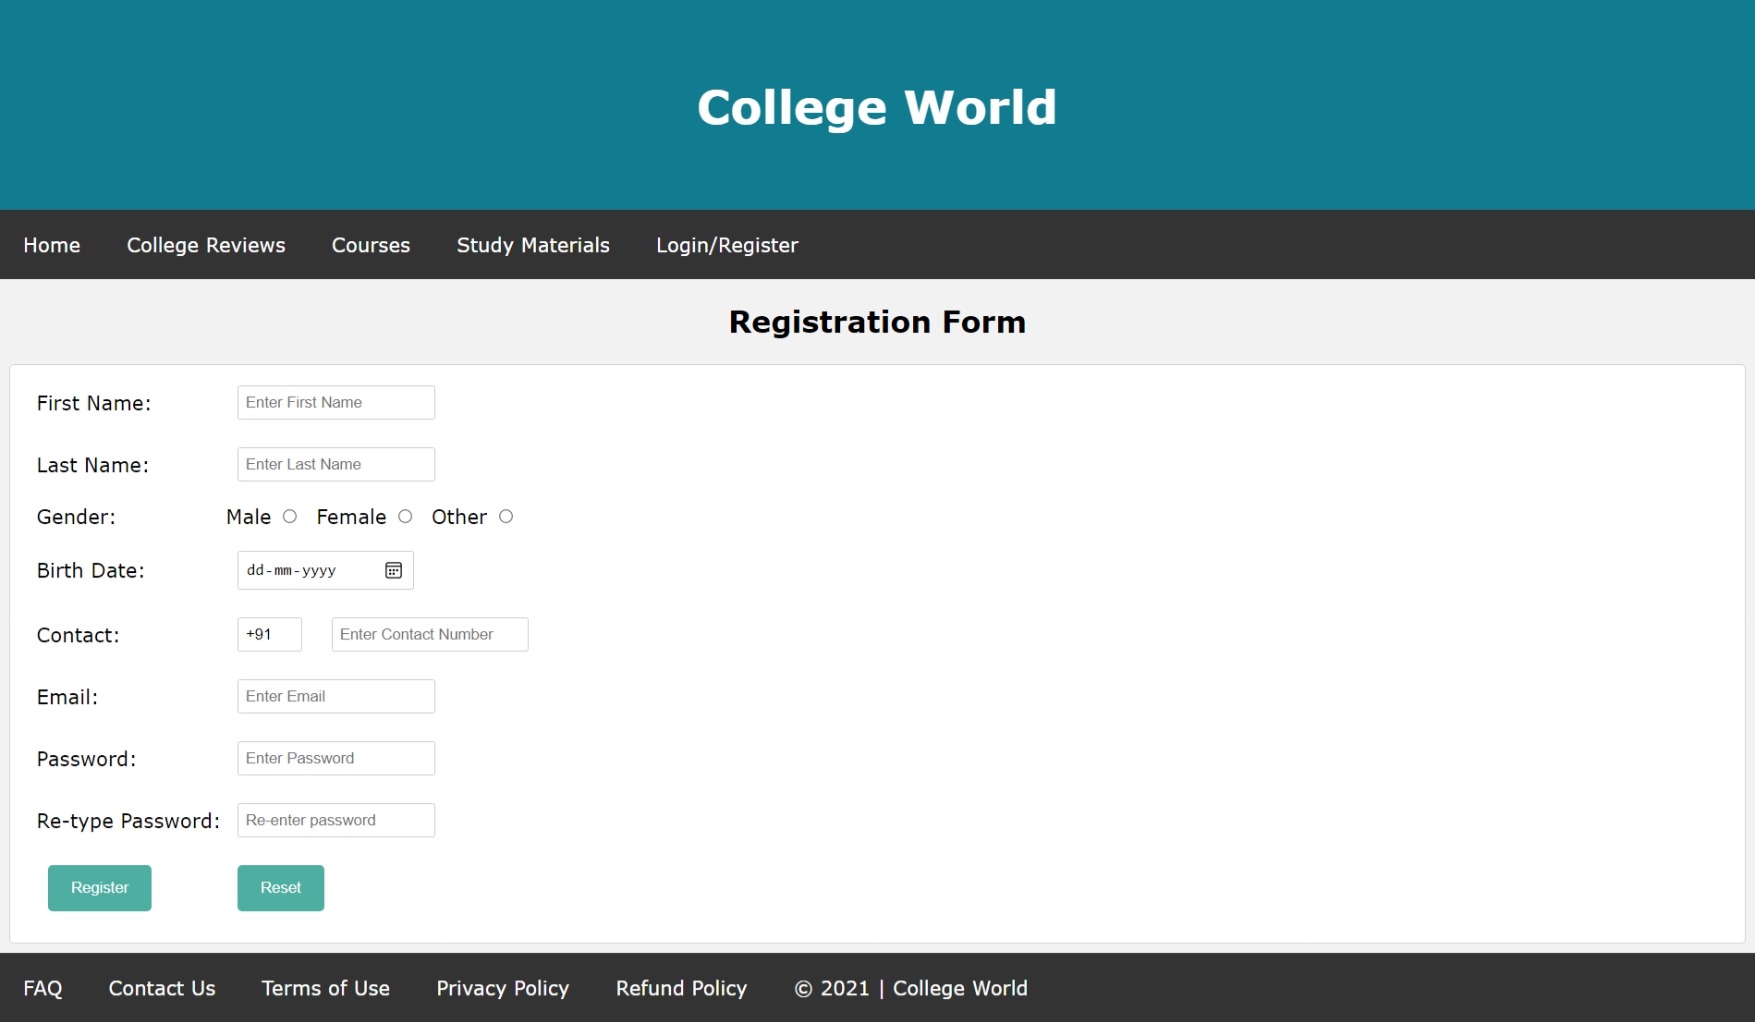 College World
Home College Reviews Courses Study Materials Login/Register
Registration Form
First Name: Enter First Name
Last Name: Enter Last Name
Gender: Male Female Other
Birth Date: dd-mm-yyyy
Contact: +91 Enter Contact Number
Email: Enter Email
Password: Enter Password
Re-type Password: Re-enter password
Register Reset
FAQ Contact Us Terms of Use Privacy Policy Refund Policy © 2021 | College World